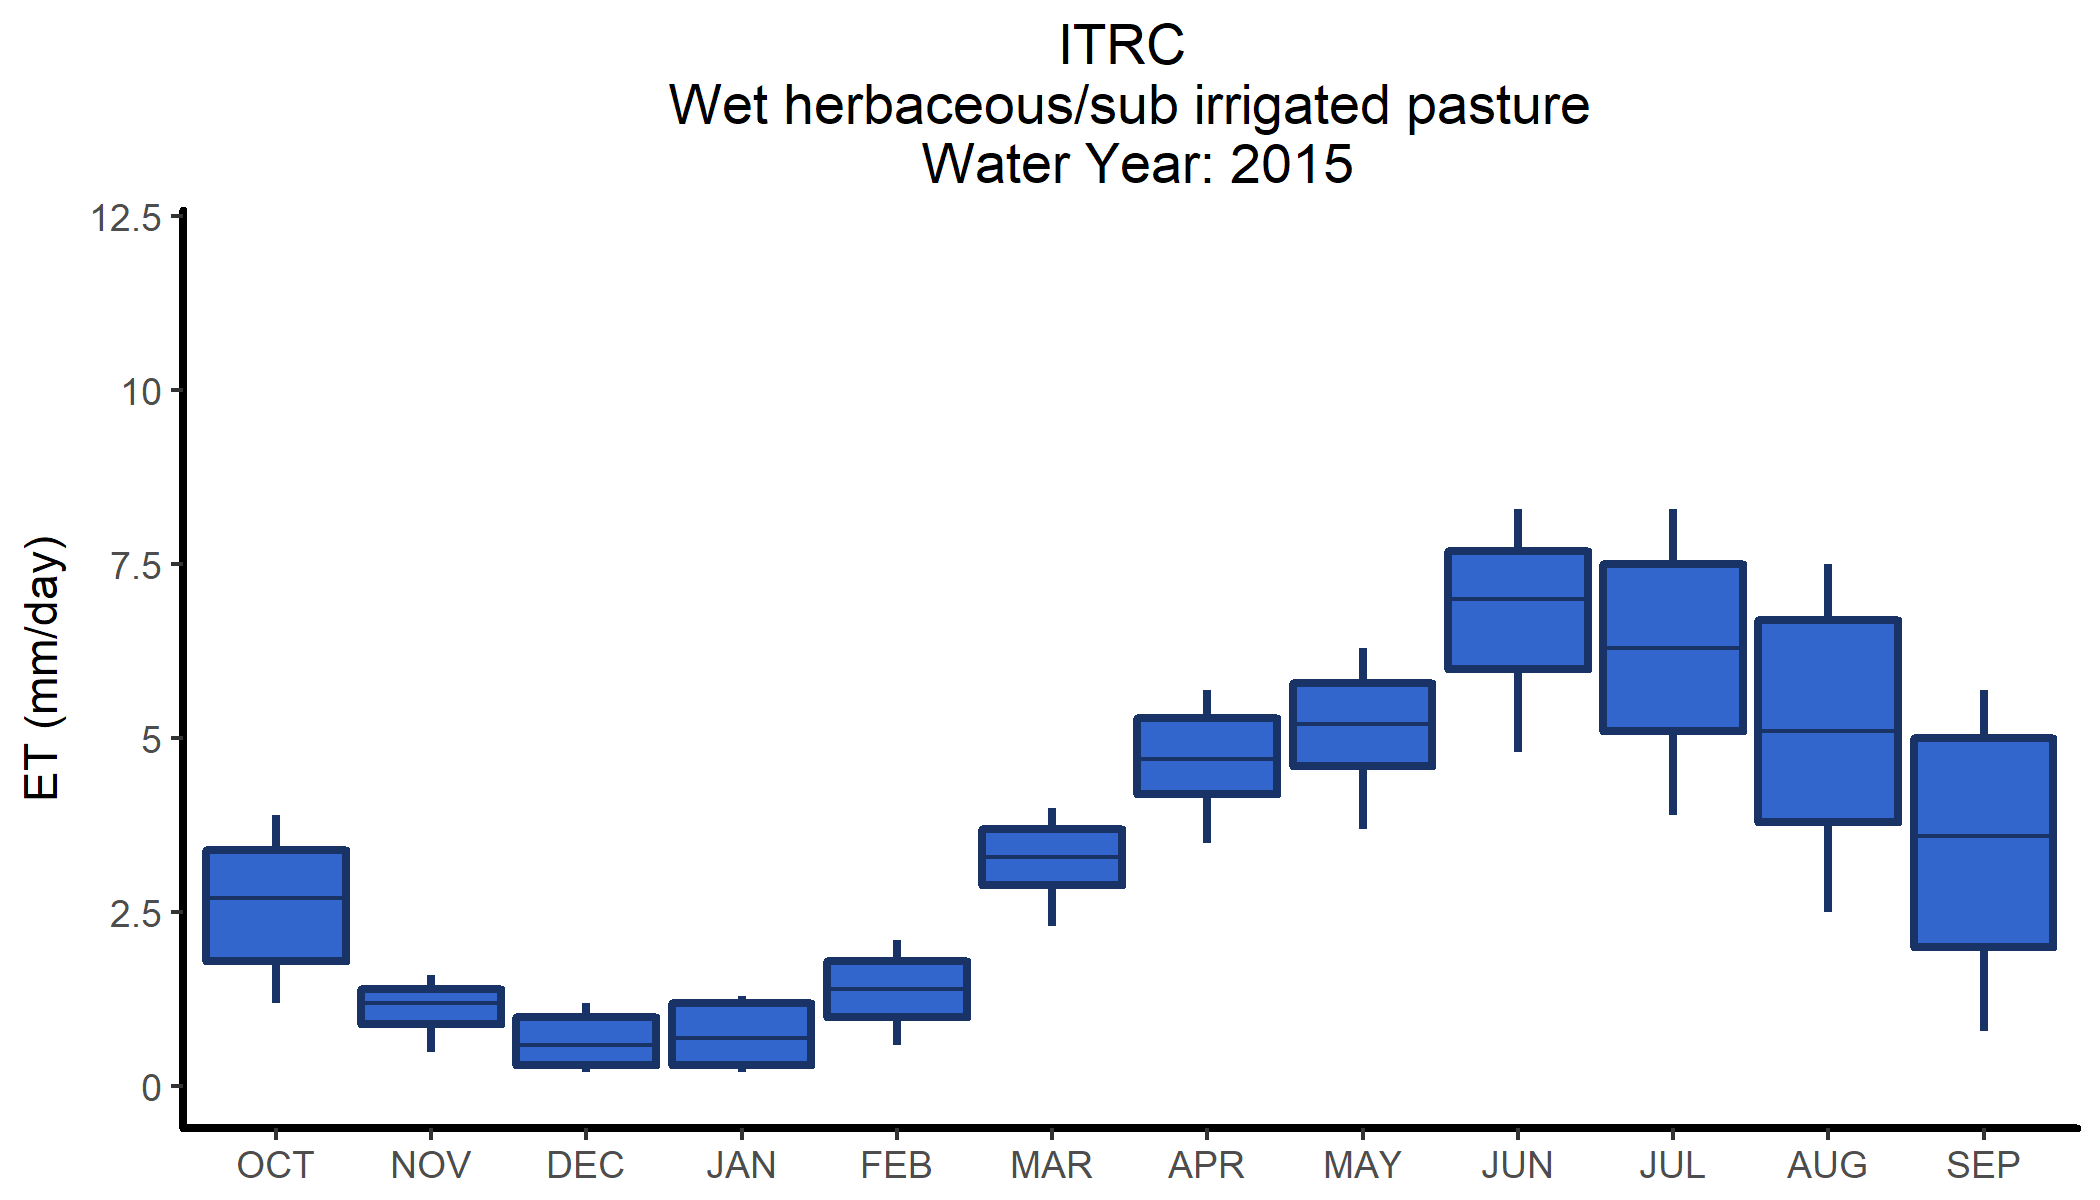 ITRC
Wet herbaceous/sub irrigated pasture
Water Year: 2015
12.5
10
7.5
5
2.5
0
ET (mm/day)
OCT NOV DEC JAN FEB MAR APR MAY JUN JUL AUG SEP